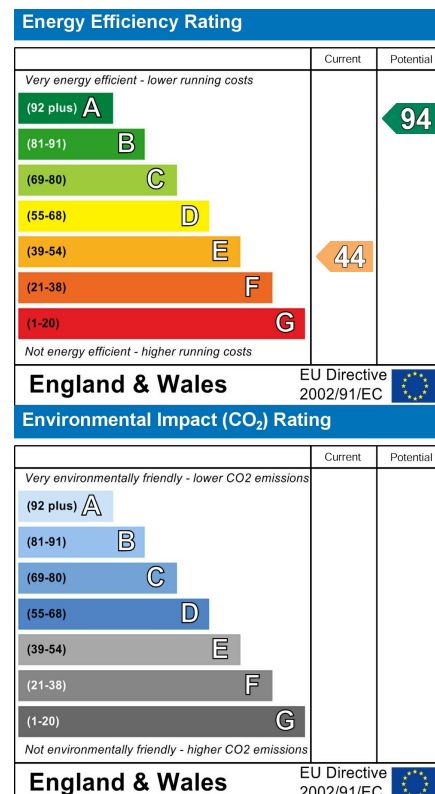 Energy Efficiency Rating
Current Potential
Very energy efficient - lower running costs
(92 plus) A
94
(81-91) B
(69-80) C
(55-68) D
(39-54) E
44
(21-38) F
(1-20) G
Not energy efficient - higher running costs
England & Wales
EU Directive
2002/91/EC
Environmental Impact (CO₂) Rating
Current Potential
Very environmentally friendly - lower CO2 emissions
(92 plus) A
(81-91) B
(69-80) C
(55-68) D
(39-54) E
(21-38) F
(1-20) G
Not environmentally friendly - higher CO2 emissions
England & Wales
EU Directive
2002/91/EC